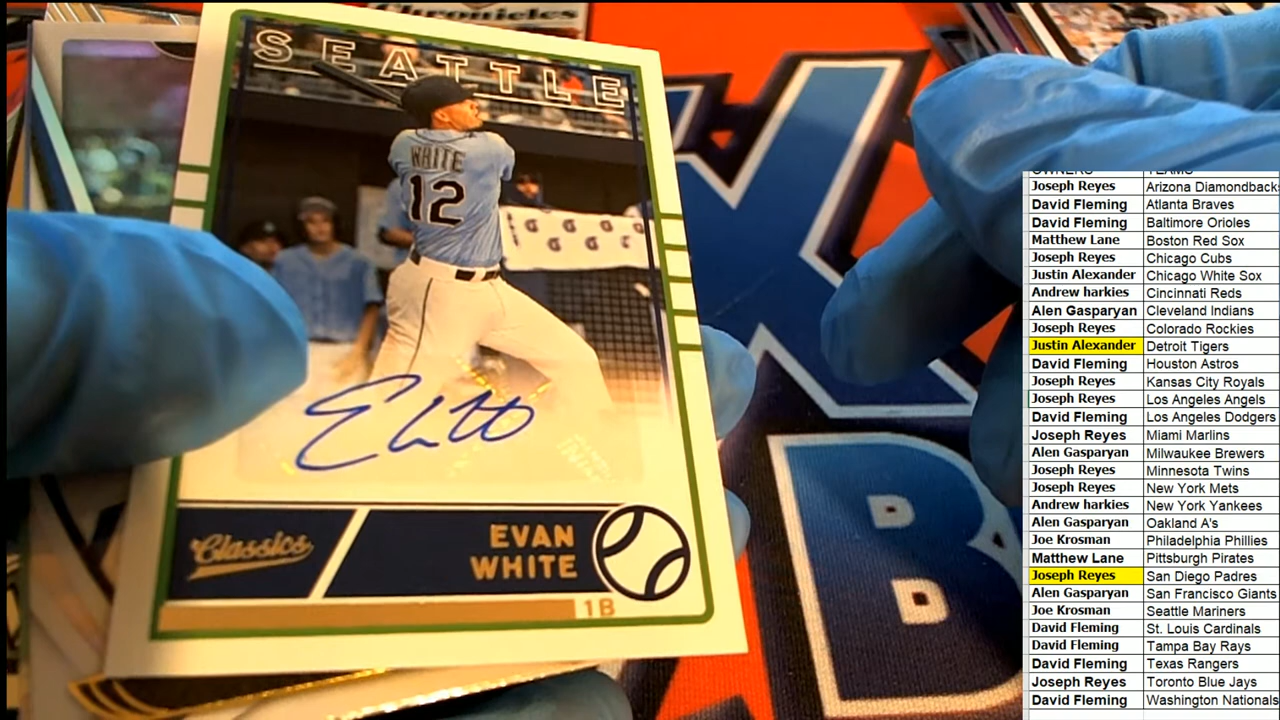 Chronicles
SEATTLE
WHITE
12
Classics
EVAN
WHITE
1B
B
OWNERS TEAMS
Joseph Reyes Arizona Diamondbacks
David Fleming Atlanta Braves
David Fleming Baltimore Orioles
Matthew Lane Boston Red Sox
Joseph Reyes Chicago Cubs
Justin Alexander Chicago White Sox
Andrew harkies Cincinnati Reds
Alen Gasparyan Cleveland Indians
Joseph Reyes Colorado Rockies
Justin Alexander Detroit Tigers
David Fleming Houston Astros
Joseph Reyes Kansas City Royals
Joseph Reyes Los Angeles Angels
David Fleming Los Angeles Dodgers
Joseph Reyes Miami Marlins
Alen Gasparyan Milwaukee Brewers
Joseph Reyes Minnesota Twins
Joseph Reyes New York Mets
Andrew harkies New York Yankees
Alen Gasparyan Oakland A's
Joe Krosman Philadelphia Phillies
Matthew Lane Pittsburgh Pirates
Joseph Reyes San Diego Padres
Alen Gasparyan San Francisco Giants
Joe Krosman Seattle Mariners
David Fleming St. Louis Cardinals
David Fleming Tampa Bay Rays
David Fleming Texas Rangers
Joseph Reyes Toronto Blue Jays
David Fleming Washington Nationals